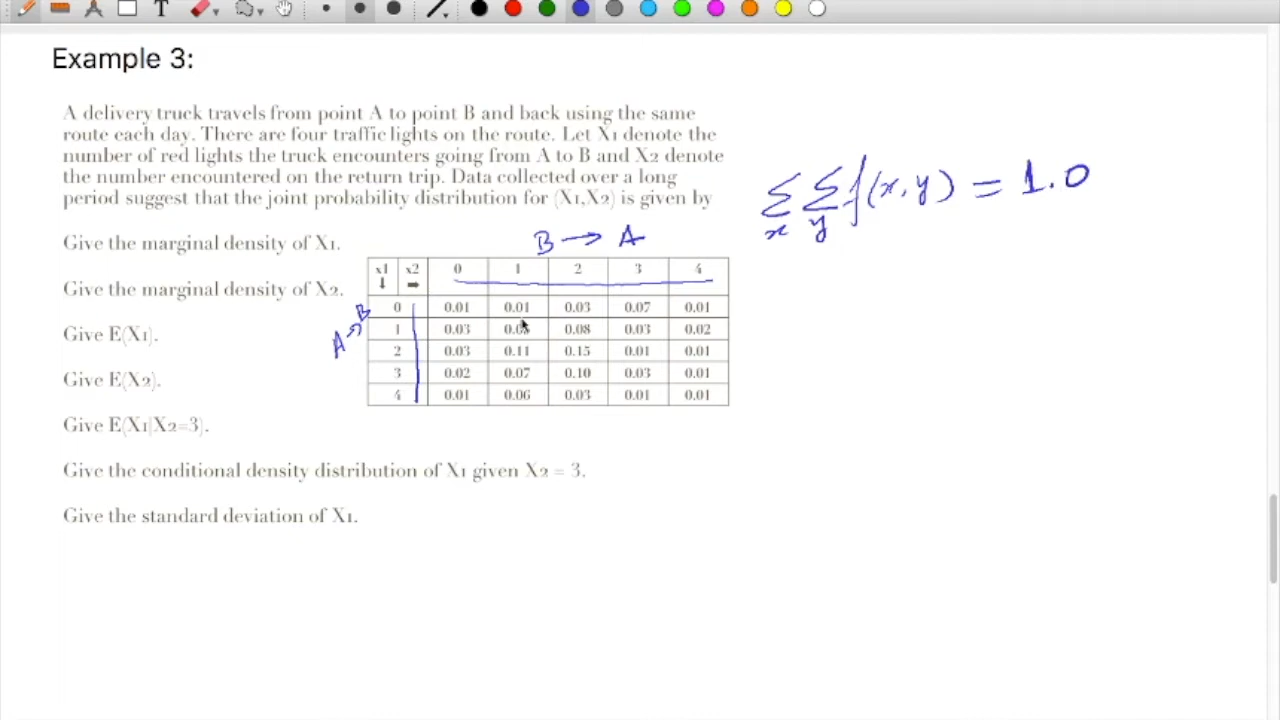 T
Example 3:
A delivery truck travels from point A to point B and back using the same
route each day. There are four traffic lights on the route. Let X1 denote the
number of red lights the truck encounters going from A to B and X2 denote
the number encountered on the return trip. Data collected over a long
period suggest that the joint probability distribution for (X1,X2) is given by
Give the marginal density of X1.
Give the marginal density of X2.
Give E(X1).
Give E(X2).
Give E(X1|X2=3).
Give the conditional density distribution of X1 given X2 = 3.
Give the standard deviation of X1.
B → A
A → B
x1 x2 0 1 2 3 4
↓ ➡
0 0.01 0.01 0.03 0.07 0.01
1 0.03 0.08 0.03 0.02
2 0.03 0.11 0.15 0.01 0.01
3 0.02 0.07 0.10 0.03 0.01
4 0.01 0.06 0.03 0.01 0.01
Σ Σ f(x,y) = 1.0
x y